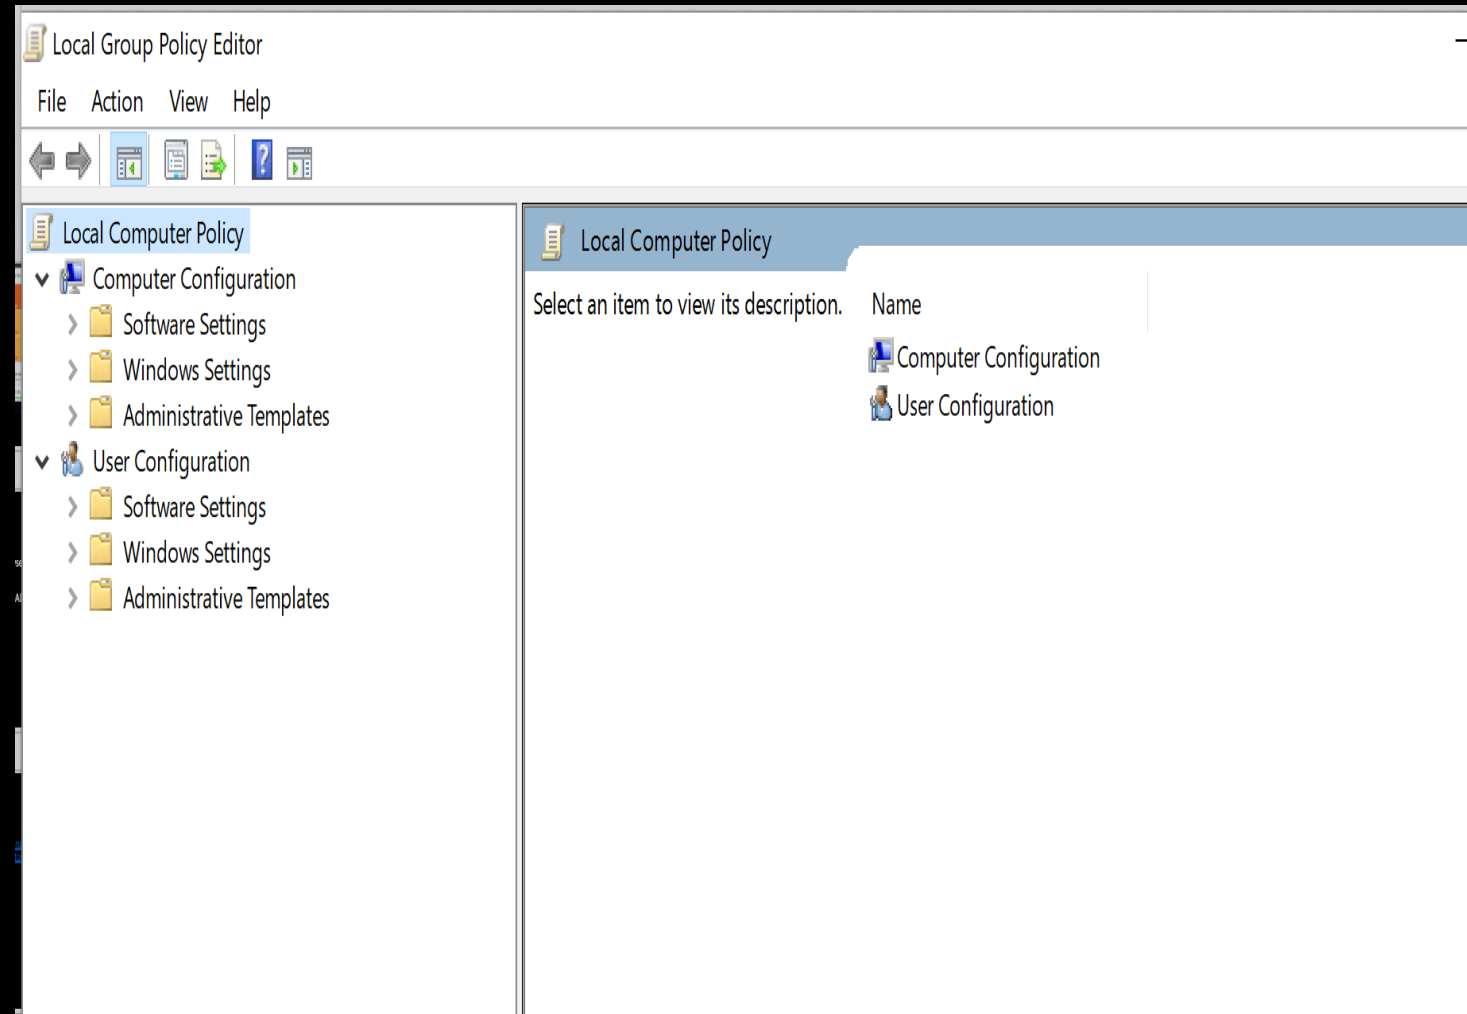 Local Group Policy Editor
File Action View Help
Local Computer Policy
Computer Configuration
Software Settings
Windows Settings
Administrative Templates
User Configuration
Software Settings
Windows Settings
Administrative Templates
Local Computer Policy
Select an item to view its description.
Name
Computer Configuration
User Configuration